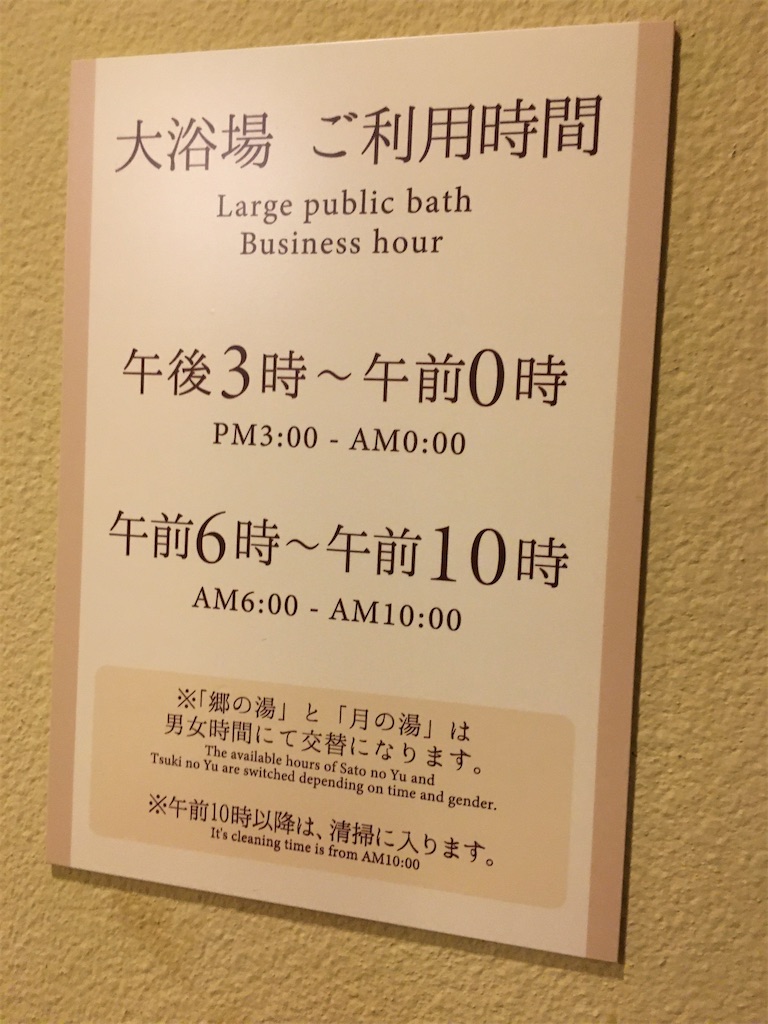 大浴場 ご利用時間
Large public bath
Business hour
午後3時～午前0時
PM3:00 - AM0:00
午前6時～午前10時
AM6:00 - AM10:00
※「郷の湯」と「月の湯」は
男女時間にて交替になります。
The available hours of Sato no Yu and
Tsuki no Yu are switched depending on time and gender.
※午前10時以降は、清掃に入ります。
It's cleaning time is from AM10:00